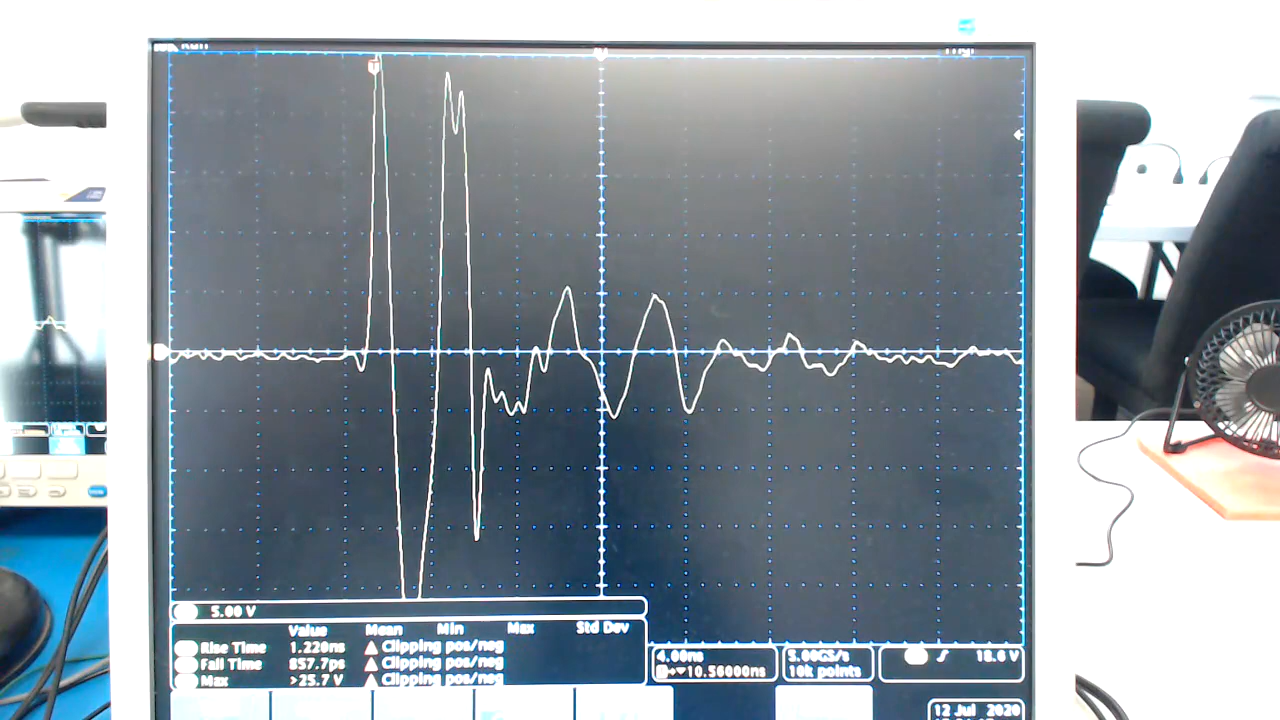 T
5.00 V
Value Mean Min Max Std Dev
Rise Time 1.220ns Clipping pos/neg
Fall Time 857.7ps Clipping pos/neg
Max >25.7 V Clipping pos/neg
4.00ns 5.00GS/s 18.6 V
10.56000ns 10k points
12 Jul 2020